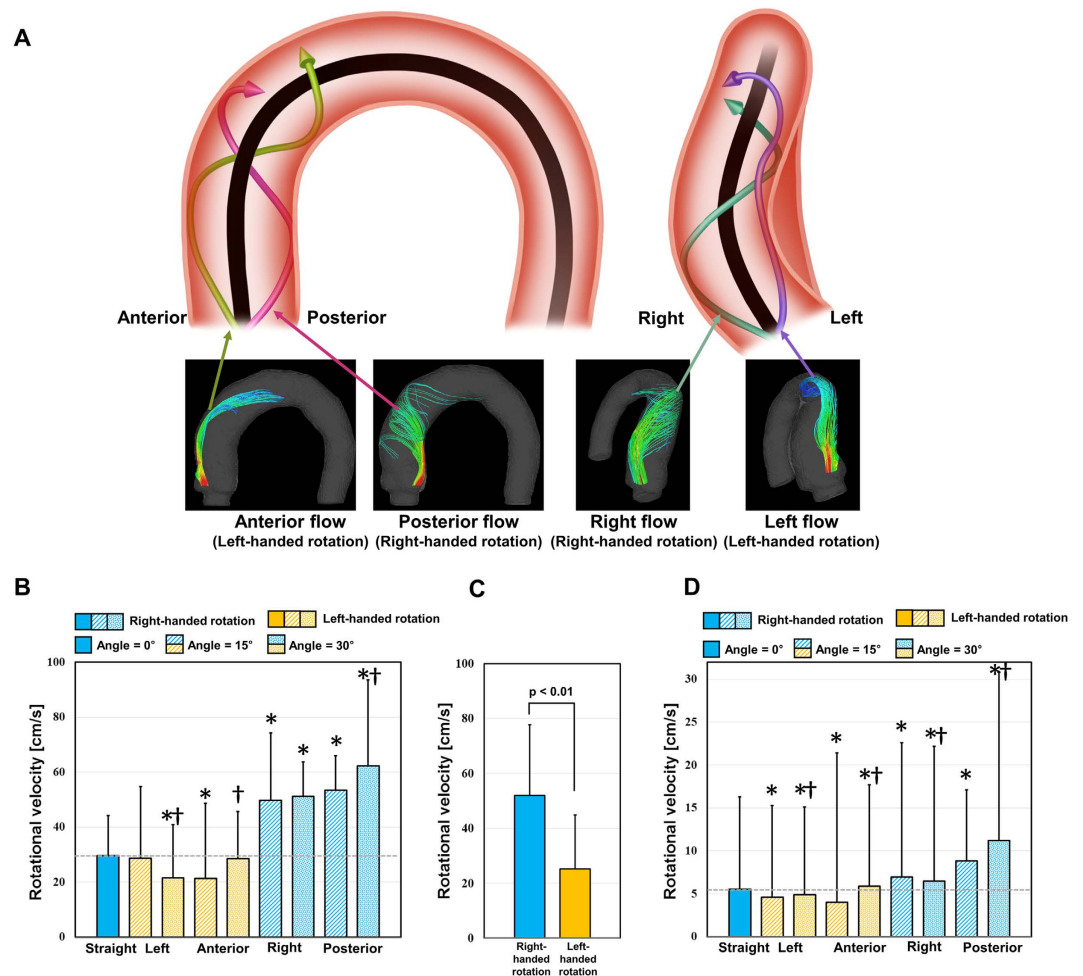 A
Anterior
Posterior
Right
Left
Anterior flow
(Left-handed rotation)
Posterior flow
(Right-handed rotation)
Right flow
(Right-handed rotation)
Left flow
(Left-handed rotation)
B
Right-handed rotation
Left-handed rotation
Angle = 0°
Angle = 15°
Angle = 30°
Rotational velocity [cm/s]
100
80
60
40
20
0
*†
*
†
*
*
*
*†
Straight
Left
Anterior
Right
Posterior
C
Rotational velocity [cm/s]
100
80
60
40
20
0
p < 0.01
Right-
handed
rotation
Left-
handed
rotation
D
Right-handed rotation
Left-handed rotation
Angle = 0°
Angle = 15°
Angle = 30°
Rotational velocity [cm/s]
30
25
20
15
10
5
0
*
*†
*
*†
*
*†
*
*†
Straight
Left
Anterior
Right
Posterior